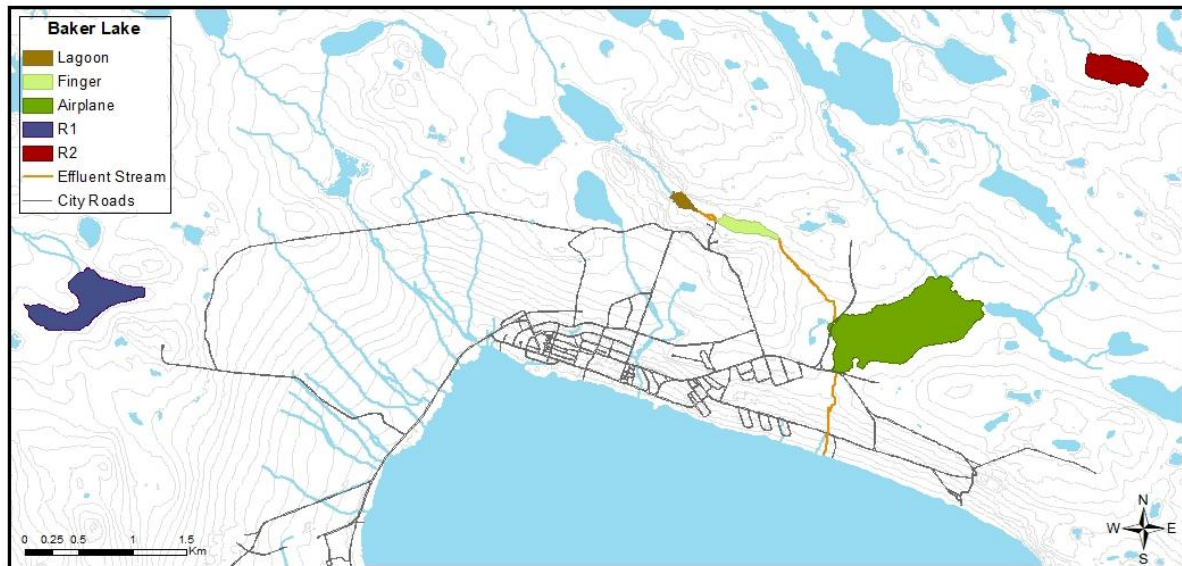 Baker Lake
Lagoon
Finger
Airplane
R1
R2
Effluent Stream
City Roads
0 0.25 0.5 1 1.5
Km
N
W E
S